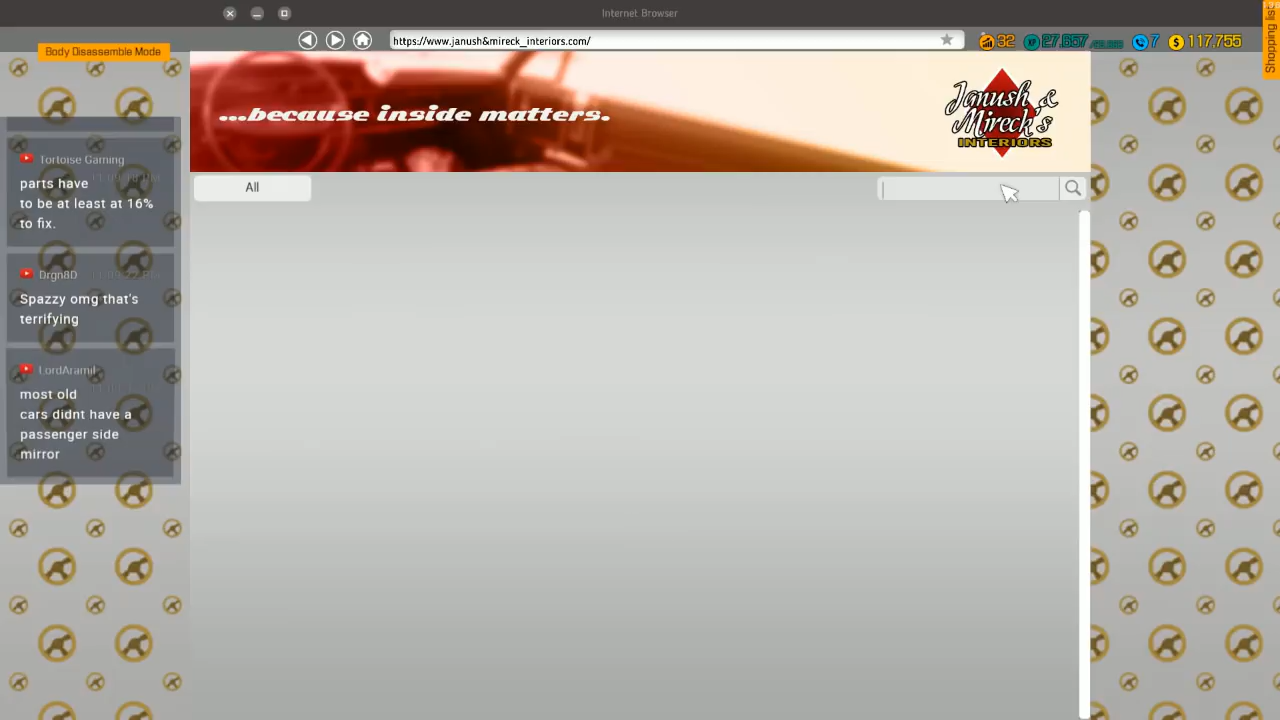 Internet Browser
Body Disassemble Mode
https://www.janush&mireck_interiors.com/
32
7
117.755
Shopping list
...because inside matters.
Janush &
Mireck's
INTERIORS
All
Tortoise Gaming
parts have
to be at least at 16%
to fix.
Drgn8D
Spazzy omg that's
terrifying
LordAramil
most old
cars didnt have a
passenger side
mirror